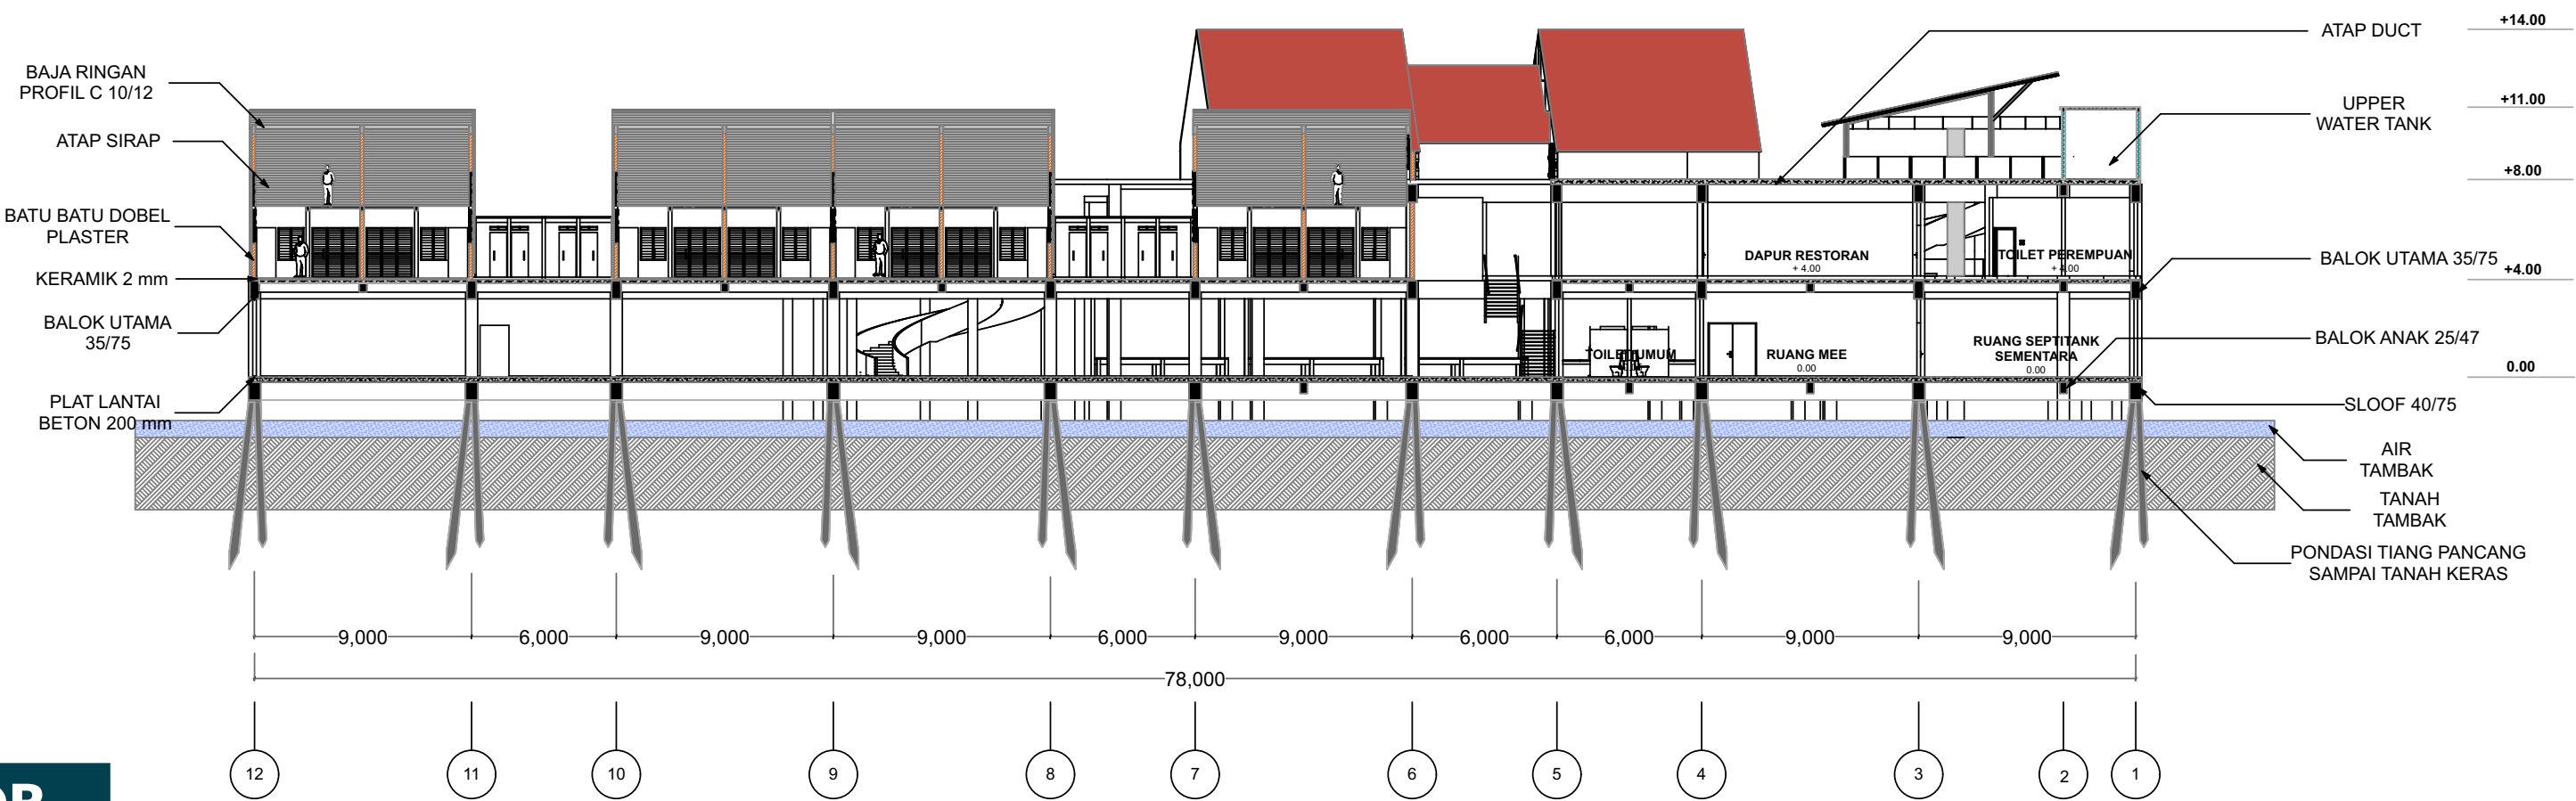 BAJA RINGAN
PROFIL C 10/12
ATAP SIRAP
BATU BATU DOBEL
PLASTER
KERAMIK 2 mm
BALOK UTAMA
35/75
PLAT LANTAI
BETON 200 mm
DAPUR RESTORAN
+ 4.00
TOILET PEREMPUAN
+ 4.00
TOILET UMUM
RUANG MEE
0.00
RUANG SEPTITANK
SEMENTARA
0.00
ATAP DUCT
UPPER
WATER TANK
BALOK UTAMA 35/75
BALOK ANAK 25/47
SLOOF 40/75
AIR
TAMBAK
TANAH
TAMBAK
PONDASI TIANG PANCANG
SAMPAI TANAH KERAS
+14.00
+11.00
+8.00
+4.00
0.00
9,000 6,000 9,000 9,000 6,000 9,000 6,000 6,000 9,000 9,000
78,000
12 11 10 9 8 7 6 5 4 3 2 1